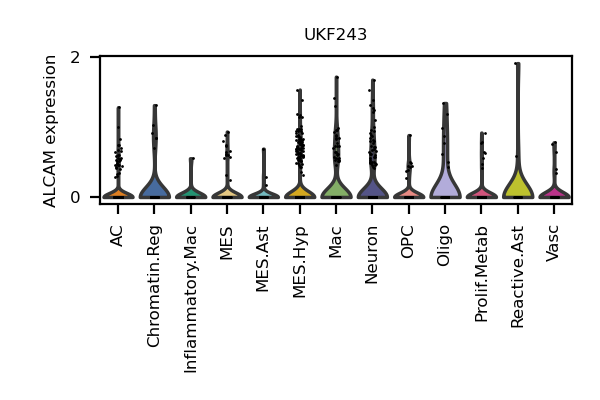 UKF243
ALCAM expression
2
0
AC
Chromatin.Reg
Inflammatory.Mac
MES
MES.Ast
MES.Hyp
Mac
Neuron
OPC
Oligo
Prolif.Metab
Reactive.Ast
Vasc